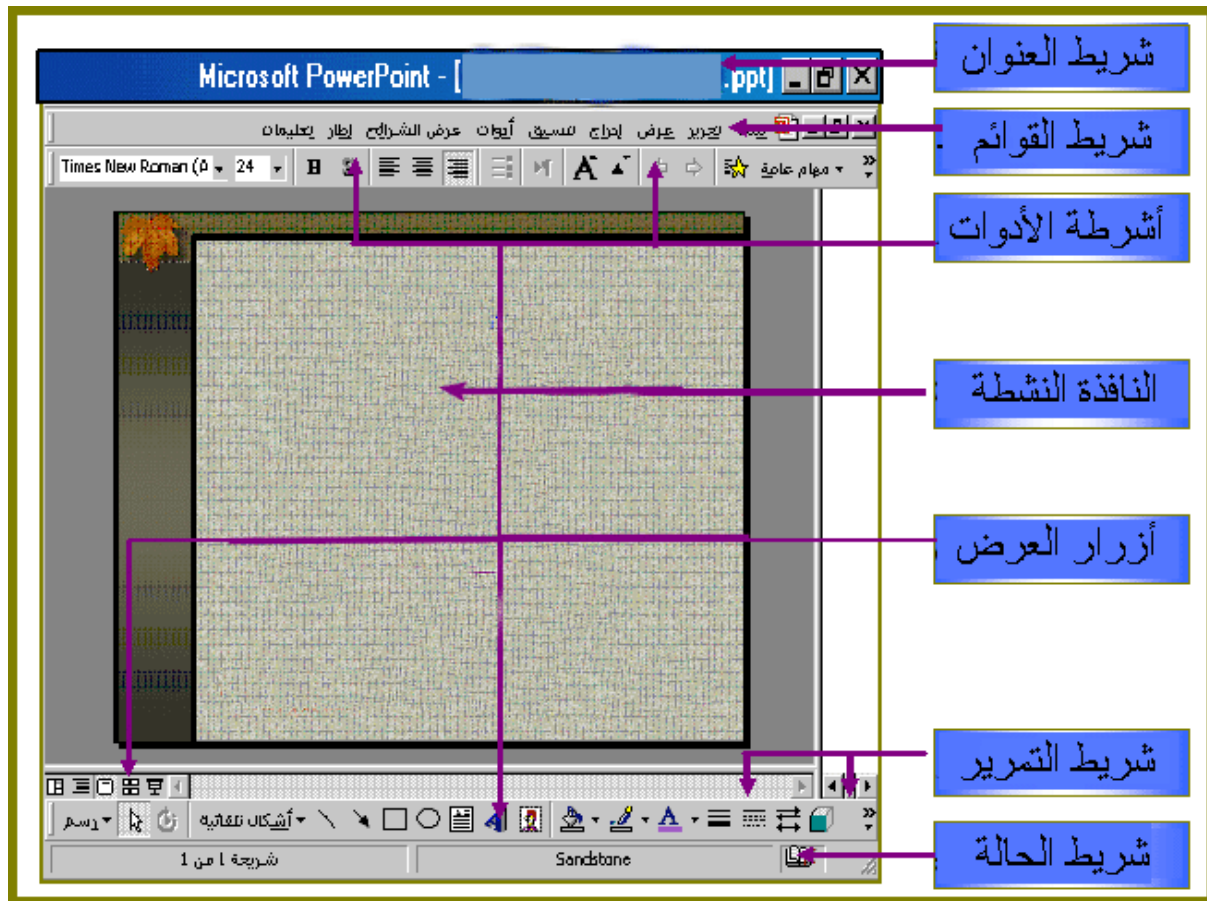 شريط العنوان
Microsoft PowerPoint - [ .ppt]
شريط القوائم
تحرير عرض إدراج تنسيق أدوات عرض الشرائح إطار تعليمات
Times New Roman (A 24 B S A A مهام عامة
أشرطة الأدوات
النافذة النشطة
أزرار العرض
شريط التمرير
رسم أشكال تلقائية A A
شريحة 1 من 1 Sandstone
شريط الحالة